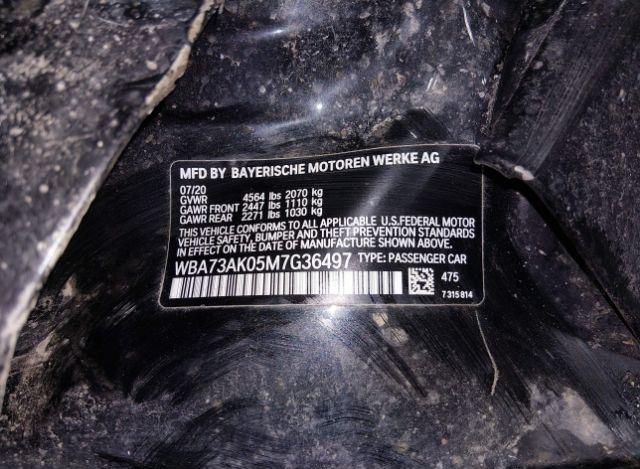 MFD BY BAYERISCHE MOTOREN WERKE AG
07/20
GVWR 4564 lbs 2070 kg
GAWR FRONT 2447 lbs 1110 kg
GAWR REAR 2271 lbs 1030 kg
THIS VEHICLE CONFORMS TO ALL APPLICABLE U.S.FEDERAL MOTOR
VEHICLE SAFETY, BUMPER AND THEFT PREVENTION STANDARDS
IN EFFECT ON THE DATE OF MANUFACTURE SHOWN ABOVE.
WBA73AK05M7G36497 TYPE: PASSENGER CAR
475
7 315 814